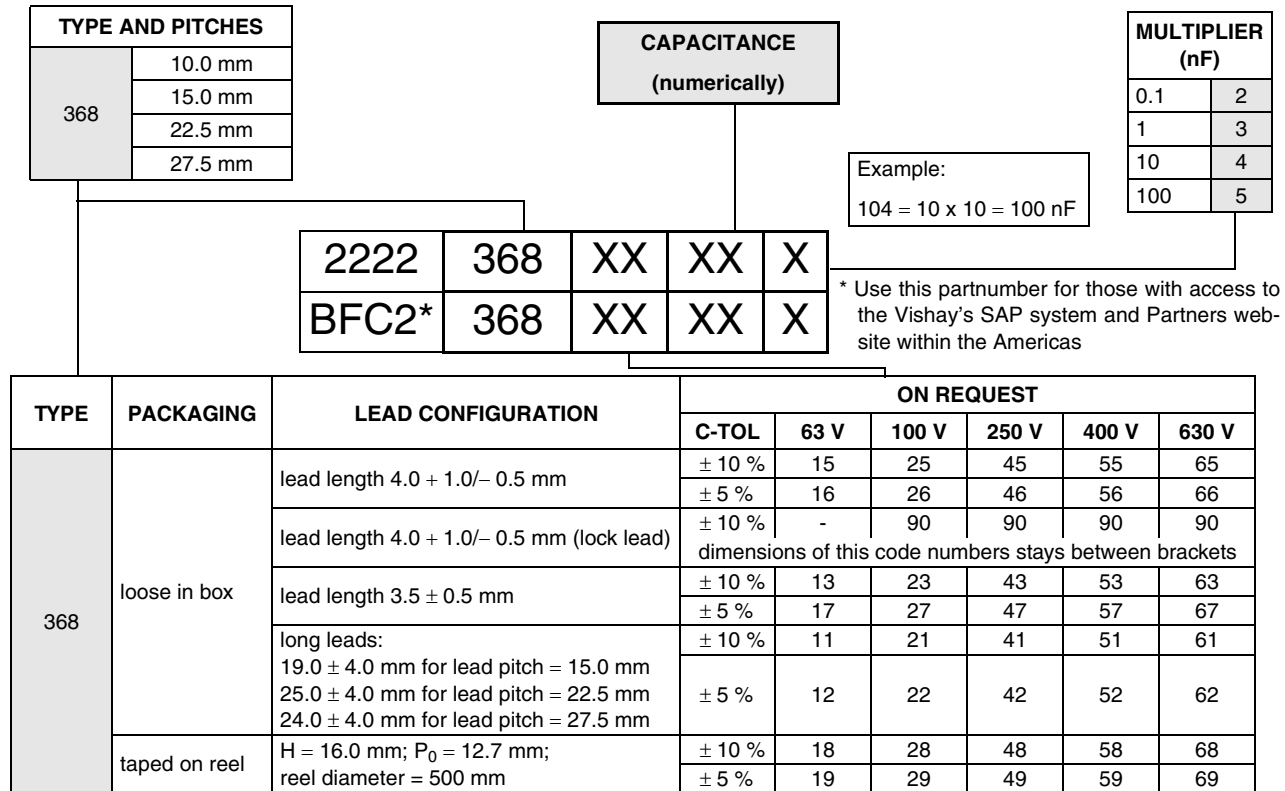 TYPE AND PITCHES
368
10.0 mm
15.0 mm
22.5 mm
27.5 mm
CAPACITANCE
(numerically)
MULTIPLIER
(nF)
0.1 2
1 3
10 4
100 5
Example:
104 = 10 x 10 = 100 nF
2222 368 XX XX X
BFC2* 368 XX XX X
* Use this partnumber for those with access to
the Vishay's SAP system and Partners web-
site within the Americas
TYPE PACKAGING LEAD CONFIGURATION ON REQUEST
C-TOL 63 V 100 V 250 V 400 V 630 V
368
loose in box
lead length 4.0 + 1.0/− 0.5 mm
± 10 % 15 25 45 55 65
± 5 % 16 26 46 56 66
lead length 4.0 + 1.0/− 0.5 mm (lock lead)
± 10 % - 90 90 90 90
dimensions of this code numbers stays between brackets
lead length 3.5 ± 0.5 mm
± 10 % 13 23 43 53 63
± 5 % 17 27 47 57 67
long leads:
19.0 ± 4.0 mm for lead pitch = 15.0 mm
25.0 ± 4.0 mm for lead pitch = 22.5 mm
24.0 ± 4.0 mm for lead pitch = 27.5 mm
± 10 % 11 21 41 51 61
± 5 % 12 22 42 52 62
taped on reel
H = 16.0 mm; P0 = 12.7 mm;
reel diameter = 500 mm
± 10 % 18 28 48 58 68
± 5 % 19 29 49 59 69